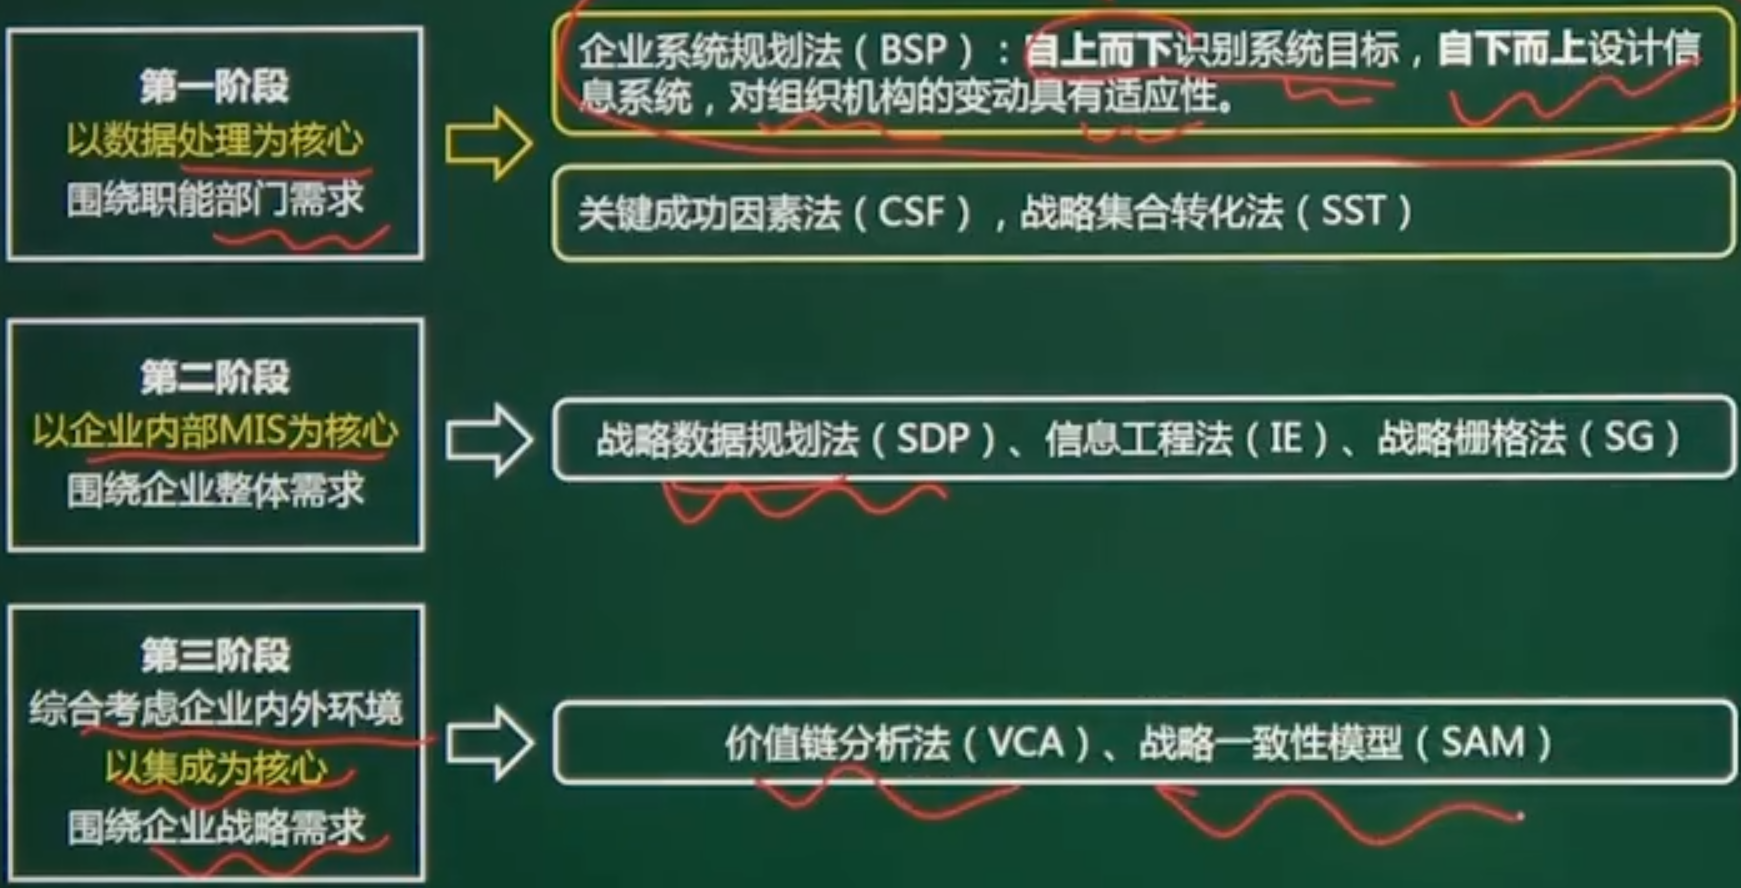 第一阶段
以数据处理为核心
围绕职能部门需求
企业系统规划法（BSP）：自上而下识别系统目标，自下而上设计信
息系统，对组织机构的变动具有适应性。
关键成功因素法（CSF），战略集合转化法（SST）
第二阶段
以企业内部MIS为核心
围绕企业整体需求
战略数据规划法（SDP）、信息工程法（IE）、战略栅格法（SG）
第三阶段
综合考虑企业内外环境
以集成为核心
围绕企业战略需求
价值链分析法（VCA）、战略一致性模型（SAM）